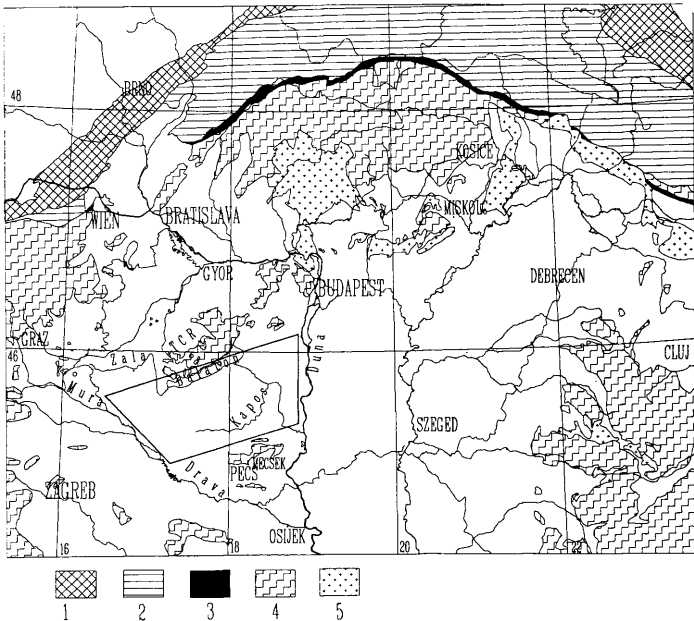 BRNO
48
KOSICE
WIEN
BRATISLAVA
MISKOLC
GYOR
BUDAPEST
DEBRECEN
GRAZ
TCR
46
Zala
Balaton
Duna
CLUJ
Mura
Kapos
SZEGED
Drava
PECS
MECSEK
ZAGREB
OSIJEK
16
18
20
22
1
2
3
4
5